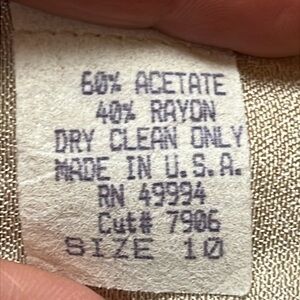 60% ACETATE
40% RAYON
DRY CLEAN ONLY
MADE IN U.S.A.
RN 49994
Cut# 7906
SIZE 10